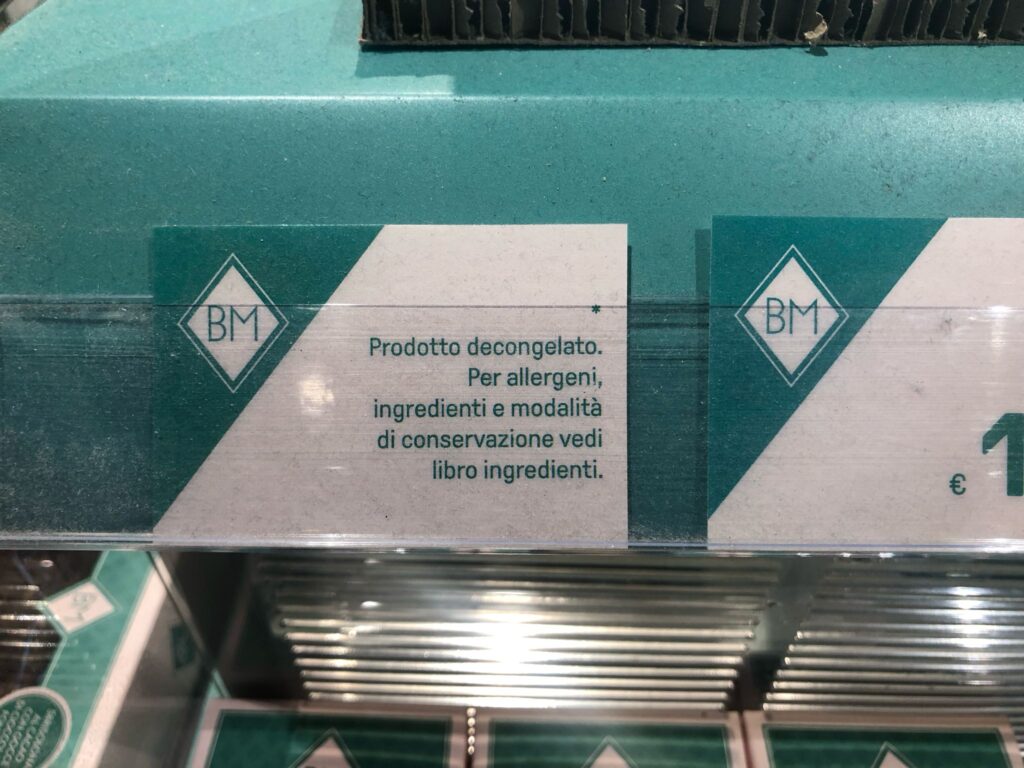 BM
*
Prodotto decongelato.
Per allergeni,
ingredienti e modalità
di conservazione vedi
libro ingredienti.
BM
€ 1